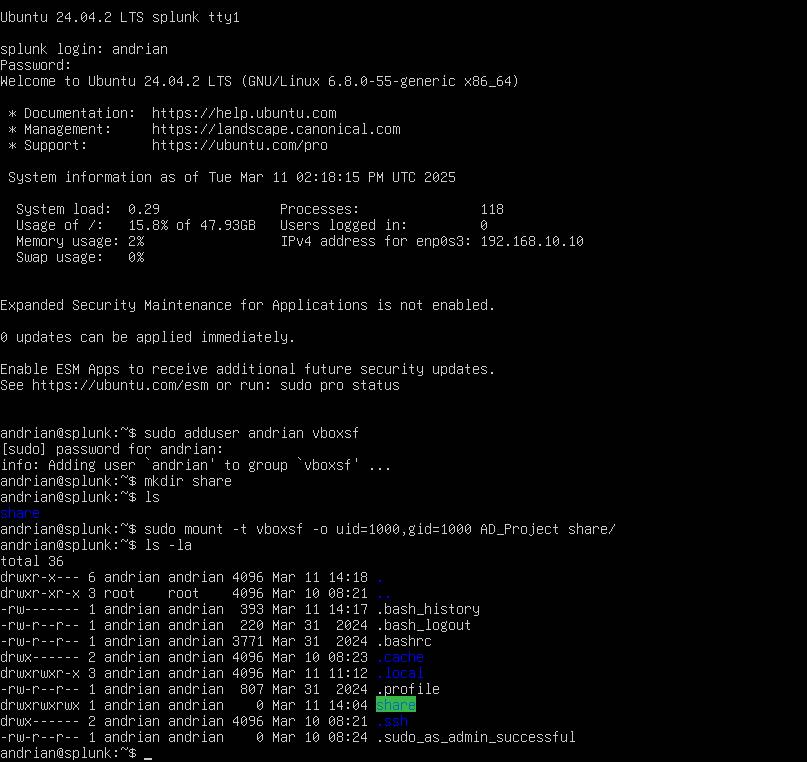 Ubuntu 24.04.2 LTS splunk tty1
splunk login: andrian
Password:
Welcome to Ubuntu 24.04.2 LTS (GNU/Linux 6.8.0-55-generic x86_64)
* Documentation:  https://help.ubuntu.com
* Management:     https://landscape.canonical.com
* Support:        https://ubuntu.com/pro
System information as of Tue Mar 11 02:18:15 PM UTC 2025
System load:  0.29               Processes:               118
Usage of /:   15.8% of 47.93GB   Users logged in:         0
Memory usage: 2%                 IPv4 address for enp0s3: 192.168.10.10
Swap usage:   0%
Expanded Security Maintenance for Applications is not enabled.
0 updates can be applied immediately.
Enable ESM Apps to receive additional future security updates.
See https://ubuntu.com/esm or run: sudo pro status
andrian@splunk:~$ sudo adduser andrian vboxsf
[sudo] password for andrian:
info: Adding user `andrian' to group `vboxsf' ...
andrian@splunk:~$ mkdir share
andrian@splunk:~$ ls
share
andrian@splunk:~$ sudo mount -t vboxsf -o uid=1000,gid=1000 AD_Project share/
andrian@splunk:~$ ls -la
total 36
drwxr-x--- 6 andrian andrian 4096 Mar 11 14:18 .
drwxr-xr-x 3 root    root    4096 Mar 10 08:21 ..
-rw------- 1 andrian andrian  393 Mar 11 14:17 .bash_history
-rw-r--r-- 1 andrian andrian  220 Mar 31  2024 .bash_logout
-rw-r--r-- 1 andrian andrian 3771 Mar 31  2024 .bashrc
drwx------ 2 andrian andrian 4096 Mar 10 08:23 .cache
drwxrwxr-x 3 andrian andrian 4096 Mar 11 11:12 .local
-rw-r--r-- 1 andrian andrian  807 Mar 31  2024 .profile
drwxrwxrwx 1 andrian andrian    0 Mar 11 14:04 share
drwx------ 2 andrian andrian 4096 Mar 10 08:21 .ssh
-rw-r--r-- 1 andrian andrian    0 Mar 10 08:24 .sudo_as_admin_successful
andrian@splunk:~$ _